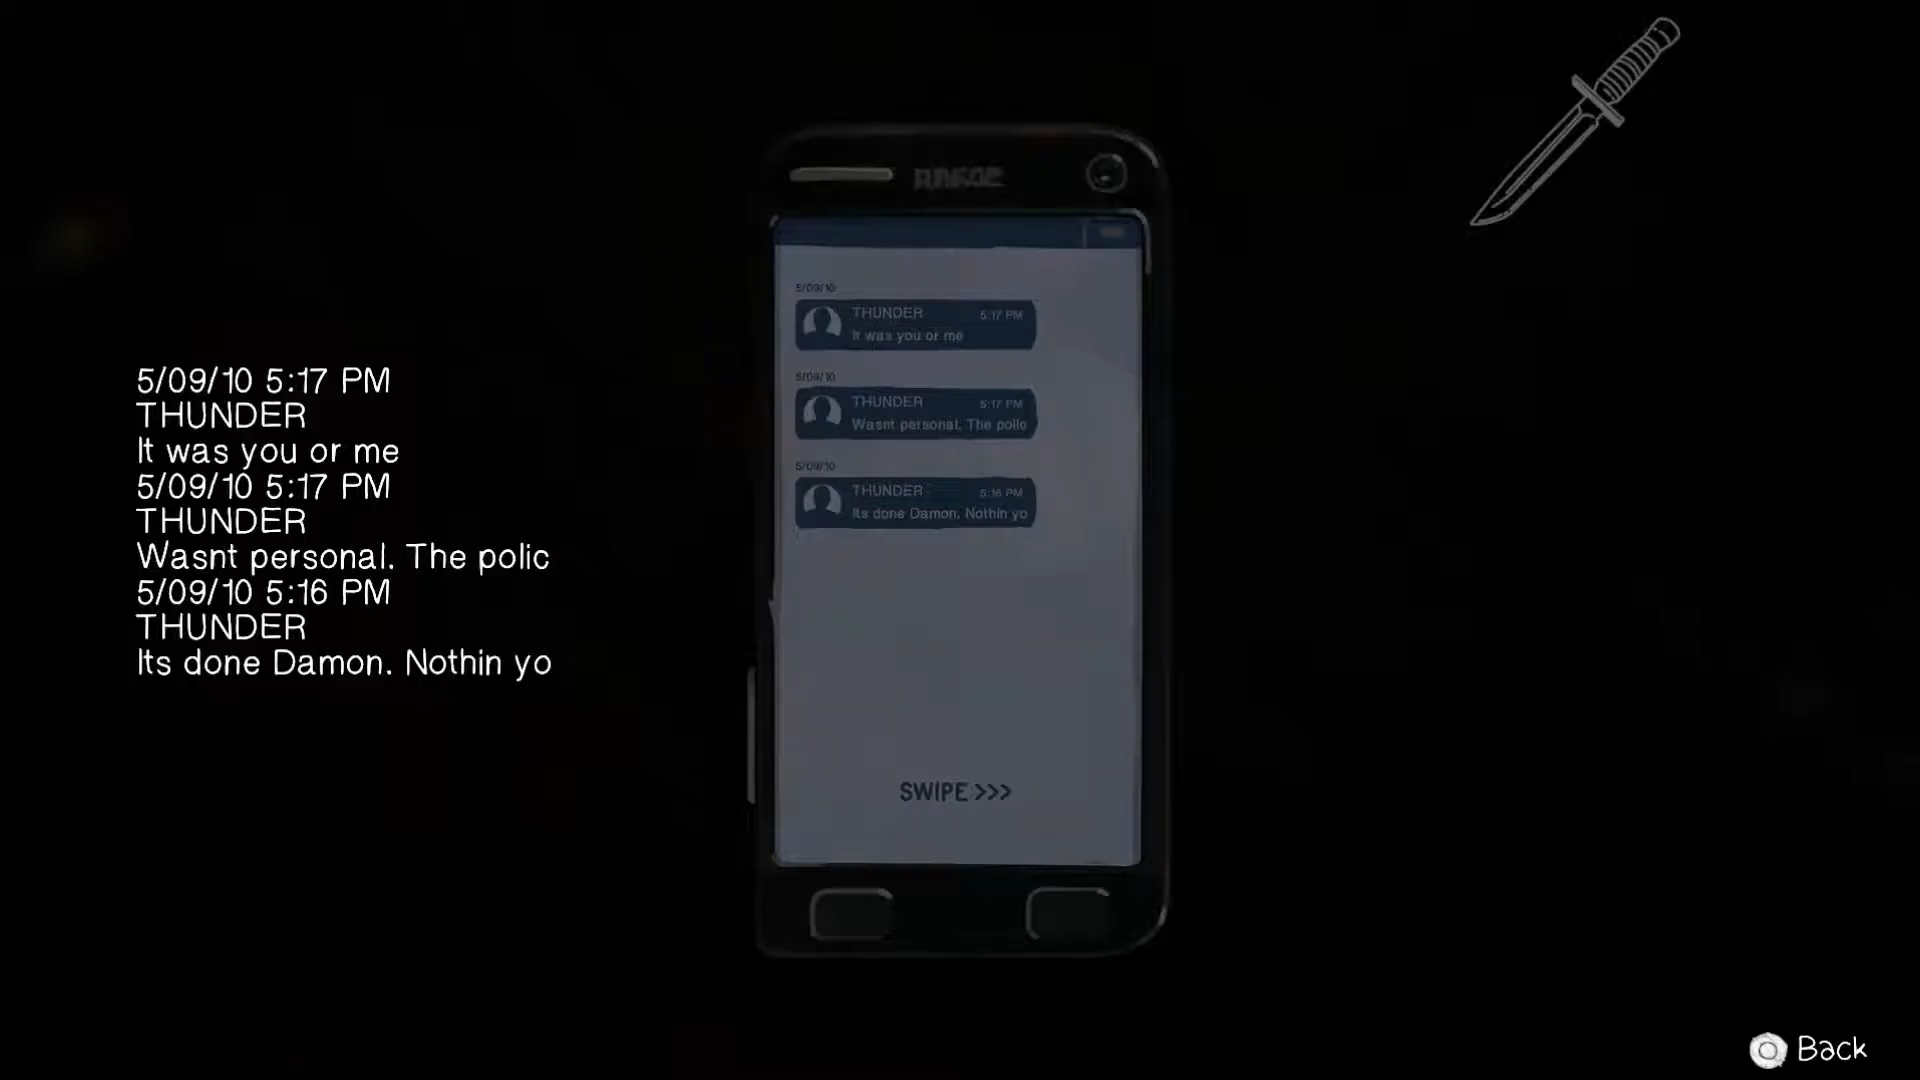 5/09/10 5:17 PM
THUNDER
It was you or me
5/09/10 5:17 PM
THUNDER
Wasnt personal. The polic
5/09/10 5:16 PM
THUNDER
Its done Damon. Nothin yo
5/09/10
THUNDER 5:17 PM
It was you or me
5/09/10
THUNDER 5:17 PM
Wasnt personal. The polic
5/09/10
THUNDER 5:16 PM
Its done Damon. Nothin yo
SWIPE >>>
Back